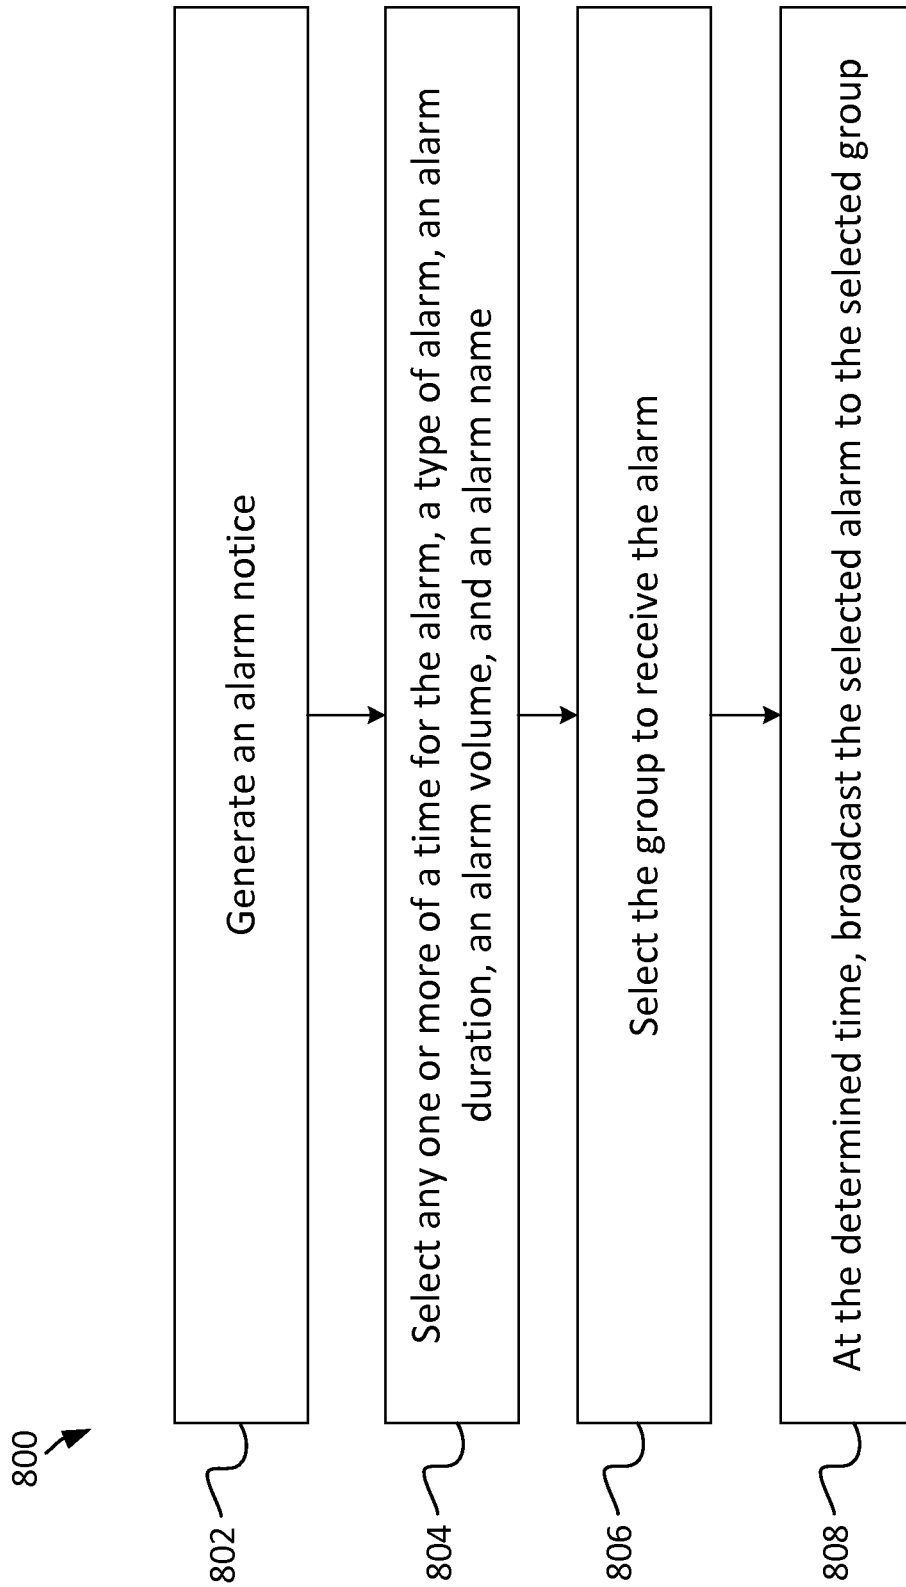 800
802
Generate an alarm notice
804
Select any one or more of a time for the alarm, a type of alarm, an alarm
duration, an alarm volume, and an alarm name
806
Select the group to receive the alarm
808
At the determined time, broadcast the selected alarm to the selected group